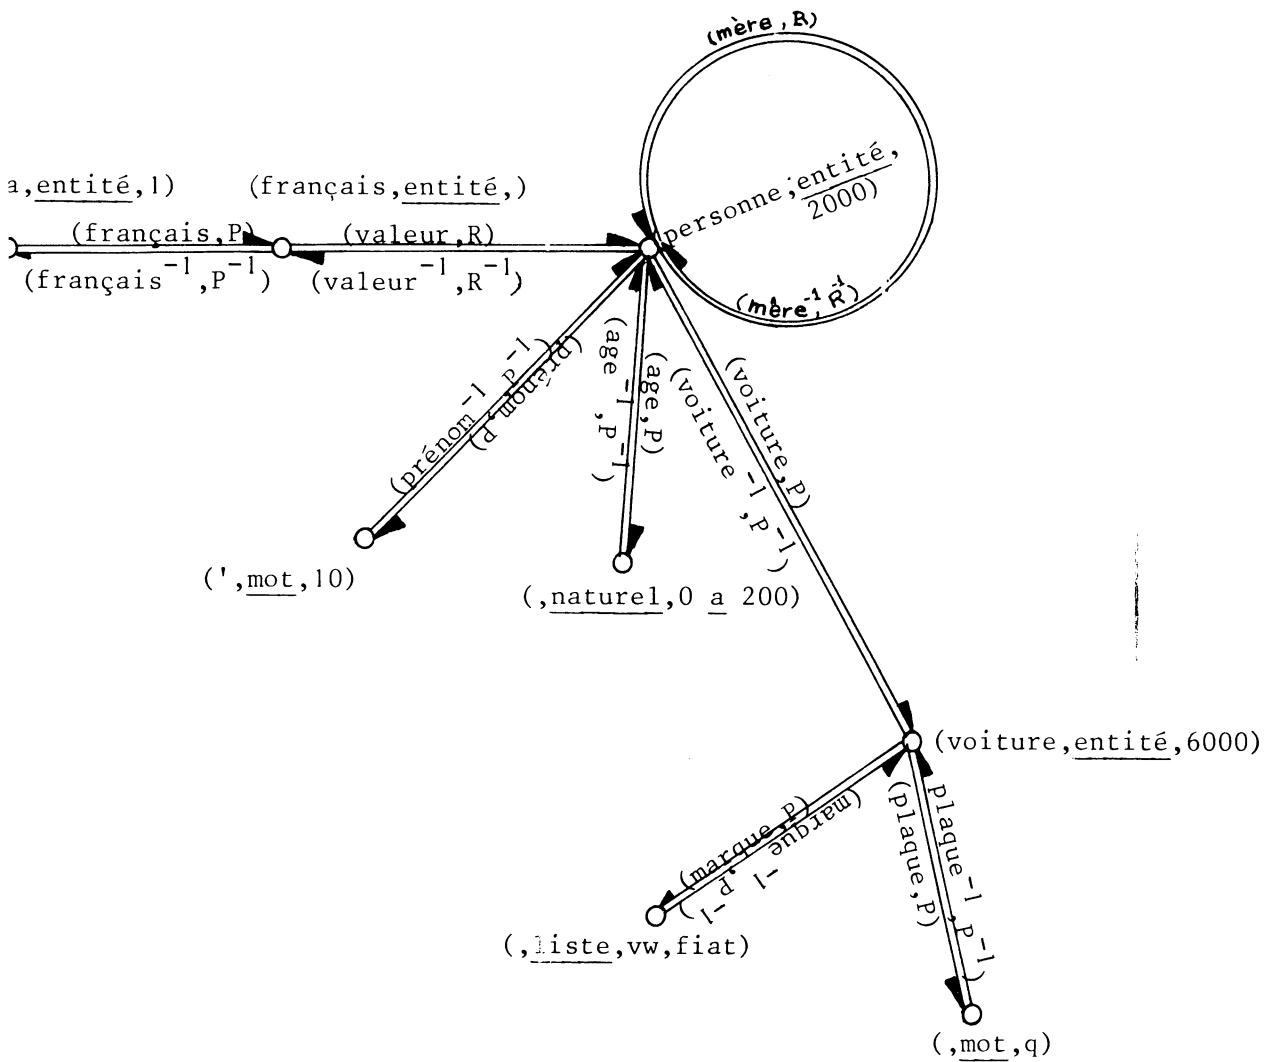 (mère,R)
personne;entité,
2000)
a,entité,1)
(français,entité,)
(français,P)
(valeur,R)
(français⁻¹,P⁻¹)
(valeur⁻¹,R⁻¹)
(mère⁻¹,R⁻¹)
(prénom⁻¹,P⁻¹)
(prénom,P)
(age⁻¹,P⁻¹)
(age,P)
(voiture⁻¹,P⁻¹)
(voiture,P)
(',mot,10)
(,naturel,0 a 200)
(voiture,entité,6000)
(marque,P)
(marque⁻¹,P⁻¹)
(plaque,P)
plaque⁻¹,P⁻¹)
(,liste,vw,fiat)
(,mot,q)